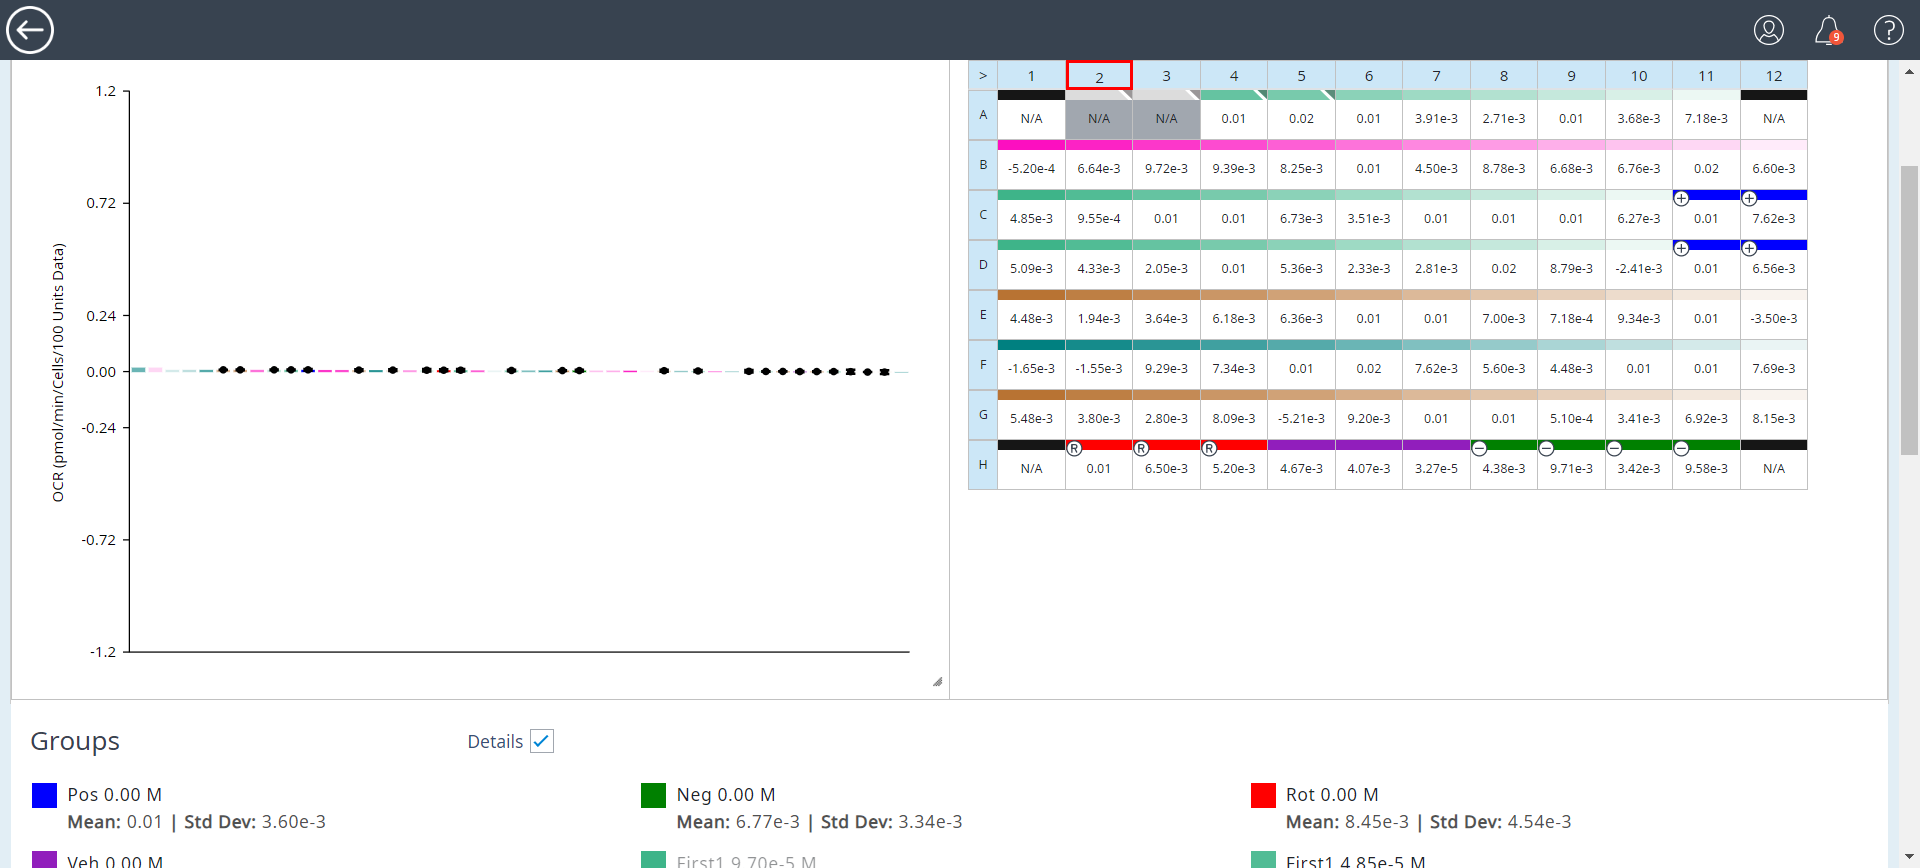 9
?
1.2
0.72
0.24
0.00
-0.24
-0.72
-1.2
OCR (pmol/min/Cells/100 Units Data)
> 1 2 3 4 5 6 7 8 9 10 11 12
A N/A N/A N/A 0.01 0.02 0.01 3.91e-3 2.71e-3 0.01 3.68e-3 7.18e-3 N/A
B -5.20e-4 6.64e-3 9.72e-3 9.39e-3 8.25e-3 0.01 4.50e-3 8.78e-3 6.68e-3 6.76e-3 0.02 6.60e-3
+ +
C 4.85e-3 9.55e-4 0.01 0.01 6.73e-3 3.51e-3 0.01 0.01 0.01 6.27e-3 0.01 7.62e-3
+ +
D 5.09e-3 4.33e-3 2.05e-3 0.01 5.36e-3 2.33e-3 2.81e-3 0.02 8.79e-3 -2.41e-3 0.01 6.56e-3
E 4.48e-3 1.94e-3 3.64e-3 6.18e-3 6.36e-3 0.01 0.01 7.00e-3 7.18e-4 9.34e-3 0.01 -3.50e-3
F -1.65e-3 -1.55e-3 9.29e-3 7.34e-3 0.01 0.02 7.62e-3 5.60e-3 4.48e-3 0.01 0.01 7.69e-3
G 5.48e-3 3.80e-3 2.80e-3 8.09e-3 -5.21e-3 9.20e-3 0.01 0.01 5.10e-4 3.41e-3 6.92e-3 8.15e-3
R R R − − − −
H N/A 0.01 6.50e-3 5.20e-3 4.67e-3 4.07e-3 3.27e-5 4.38e-3 9.71e-3 3.42e-3 9.58e-3 N/A
Groups
Details
Pos 0.00 M
Mean: 0.01 | Std Dev: 3.60e-3
Neg 0.00 M
Mean: 6.77e-3 | Std Dev: 3.34e-3
Rot 0.00 M
Mean: 8.45e-3 | Std Dev: 4.54e-3
Veh 0.00 M
First1 9.70e-5 M
First1 4.85e-5 M